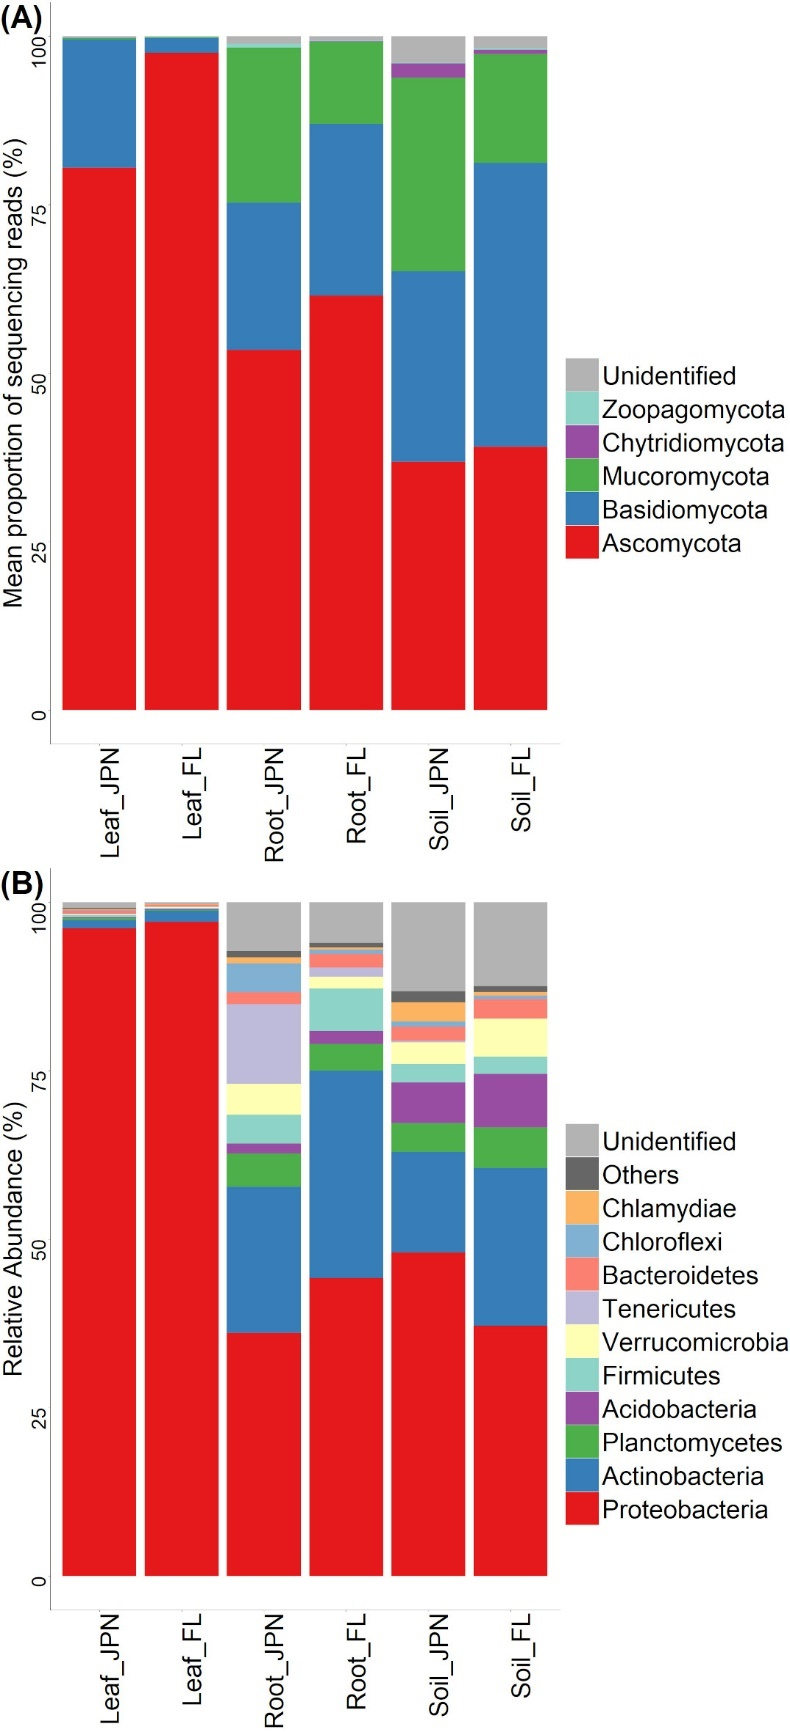 (A)
Mean proportion of sequencing reads (%)
100
75
50
25
0
Leaf_JPN
Leaf_FL
Root_JPN
Root_FL
Soil_JPN
Soil_FL
Unidentified
Zoopagomycota
Chytridiomycota
Mucoromycota
Basidiomycota
Ascomycota
(B)
Relative Abundance (%)
100
75
50
25
0
Leaf_JPN
Leaf_FL
Root_JPN
Root_FL
Soil_JPN
Soil_FL
Unidentified
Others
Chlamydiae
Chloroflexi
Bacteroidetes
Tenericutes
Verrucomicrobia
Firmicutes
Acidobacteria
Planctomycetes
Actinobacteria
Proteobacteria